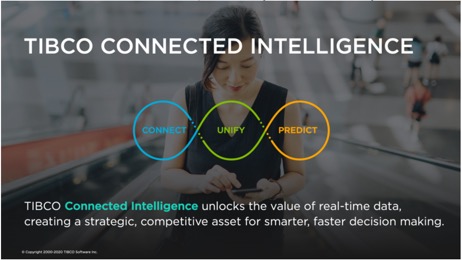 TIBCO CONNECTED INTELLIGENCE
CONNECT UNIFY PREDICT
TIBCO Connected Intelligence unlocks the value of real-time data,
creating a strategic, competitive asset for smarter, faster decision making.
© Copyright 2000-2020 TIBCO Software Inc.